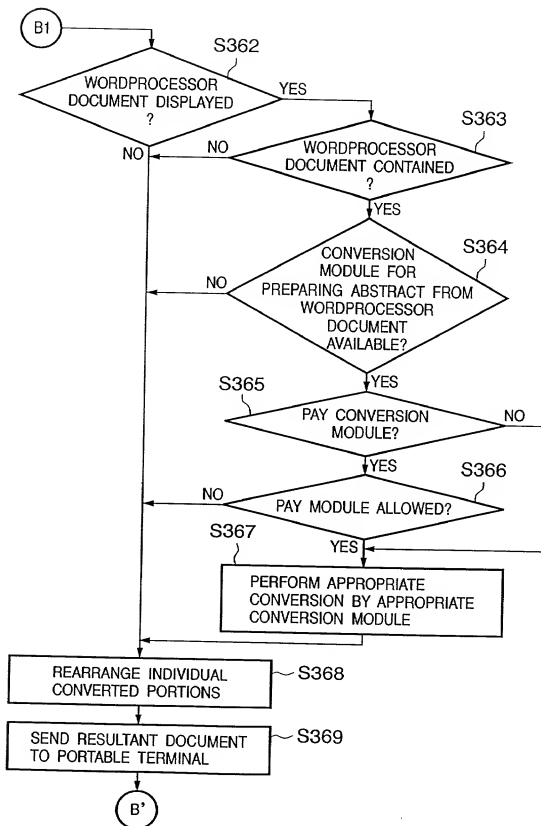 B1
S362
WORDPROCESSOR
DOCUMENT DISPLAYED
?
YES
NO
S363
WORDPROCESSOR
DOCUMENT CONTAINED
?
NO
YES
S364
CONVERSION
MODULE FOR
PREPARING ABSTRACT FROM
WORDPROCESSOR
DOCUMENT
AVAILABLE?
NO
YES
S365
PAY CONVERSION
MODULE?
NO
YES
S366
PAY MODULE ALLOWED?
NO
YES
S367
PERFORM APPROPRIATE
CONVERSION BY APPROPRIATE
CONVERSION MODULE
REARRANGE INDIVIDUAL
CONVERTED PORTIONS
S368
SEND RESULTANT DOCUMENT
TO PORTABLE TERMINAL
S369
B'